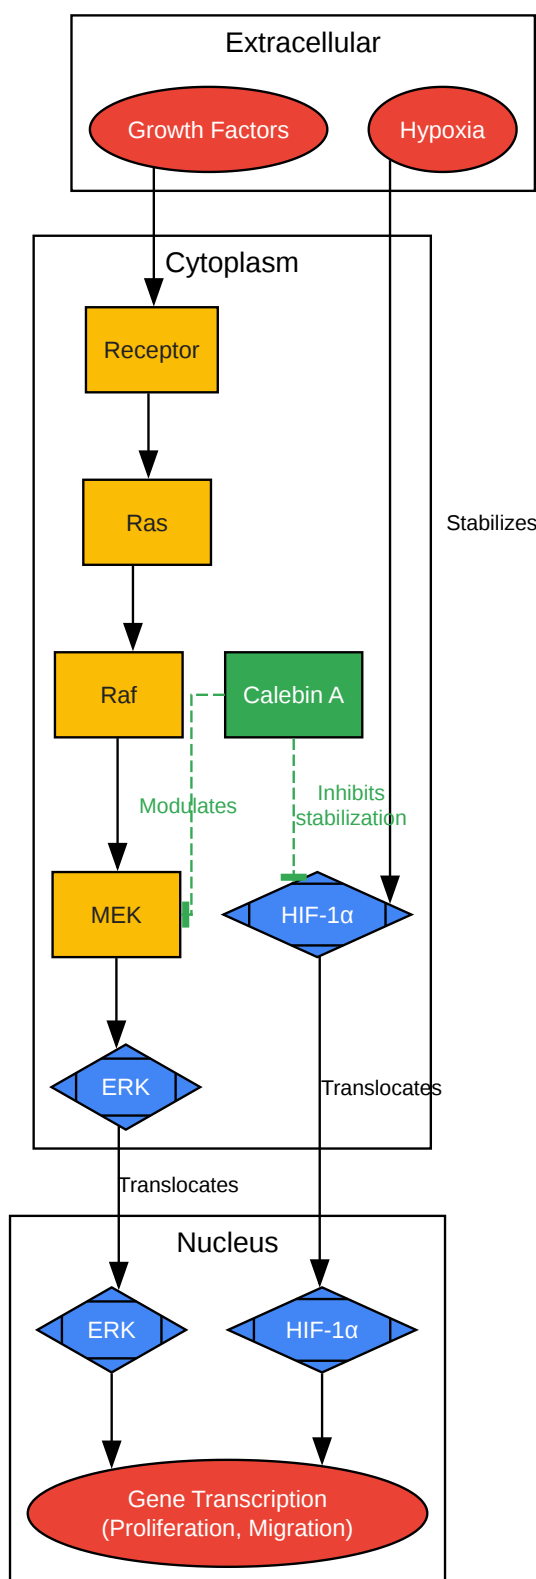 Extracellular
Growth Factors
Hypoxia
Cytoplasm
Receptor
Ras
Stabilizes
Raf
Calebin A
Modulates
Inhibits
stabilization
MEK
HIF-1α
ERK
Translocates
Translocates
Nucleus
ERK
HIF-1α
Gene Transcription
(Proliferation, Migration)